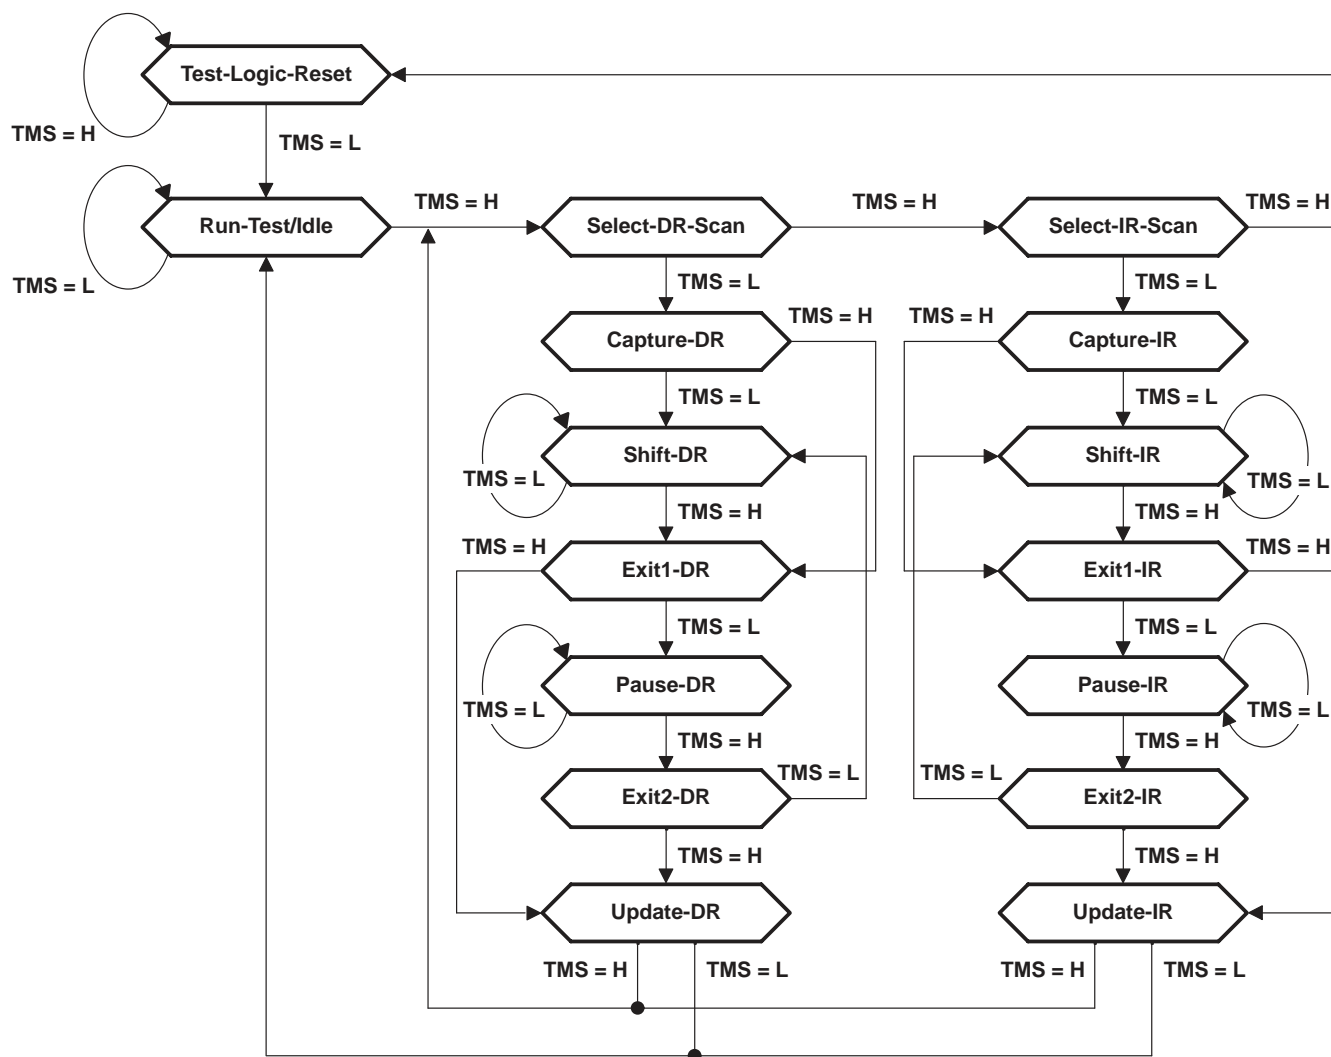 Test-Logic-Reset
TMS = H
TMS = L
Run-Test/Idle
TMS = H
Select-DR-Scan
TMS = H
Select-IR-Scan
TMS = H
TMS = L
TMS = L
TMS = L
TMS = H
TMS = H
Capture-DR
Capture-IR
TMS = L
TMS = L
Shift-DR
Shift-IR
TMS = L
TMS = L
TMS = H
TMS = H
TMS = H
TMS = H
Exit1-DR
Exit1-IR
TMS = L
TMS = L
Pause-DR
Pause-IR
TMS = L
TMS = L
TMS = H
TMS = H
TMS = L
TMS = L
Exit2-DR
Exit2-IR
TMS = H
TMS = H
Update-DR
Update-IR
TMS = H
TMS = L
TMS = H
TMS = L